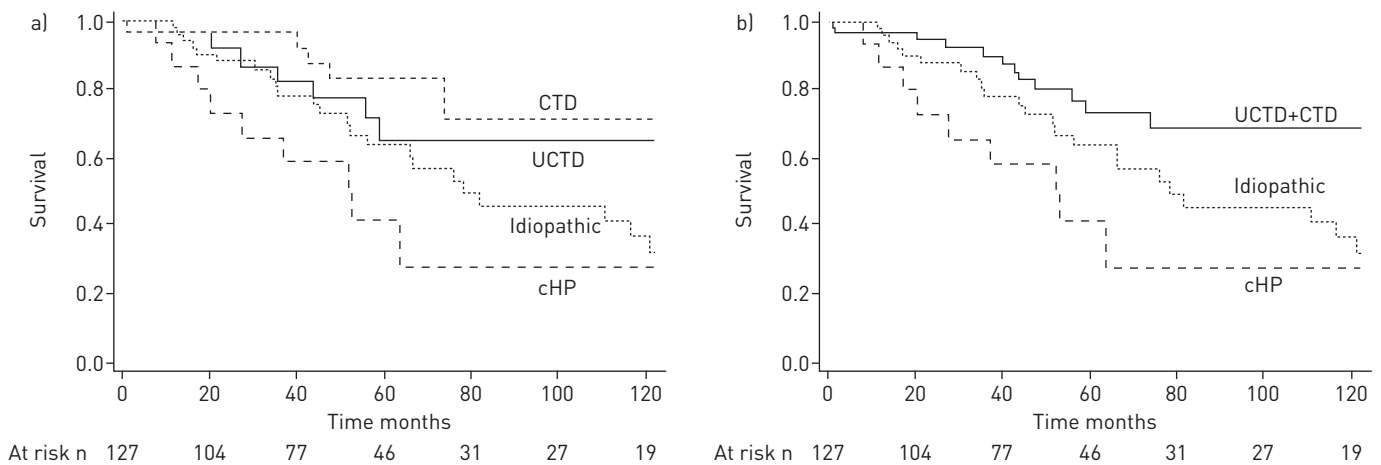 a)
1.0
0.8
0.6
0.4
0.2
0.0
Survival
CTD
UCTD
Idiopathic
cHP
0 20 40 60 80 100 120
Time months
At risk n 127 104 77 46 31 27 19
b)
1.0
0.8
0.6
0.4
0.2
0.0
Survival
UCTD+CTD
Idiopathic
cHP
0 20 40 60 80 100 120
Time months
At risk n 127 104 77 46 31 27 19